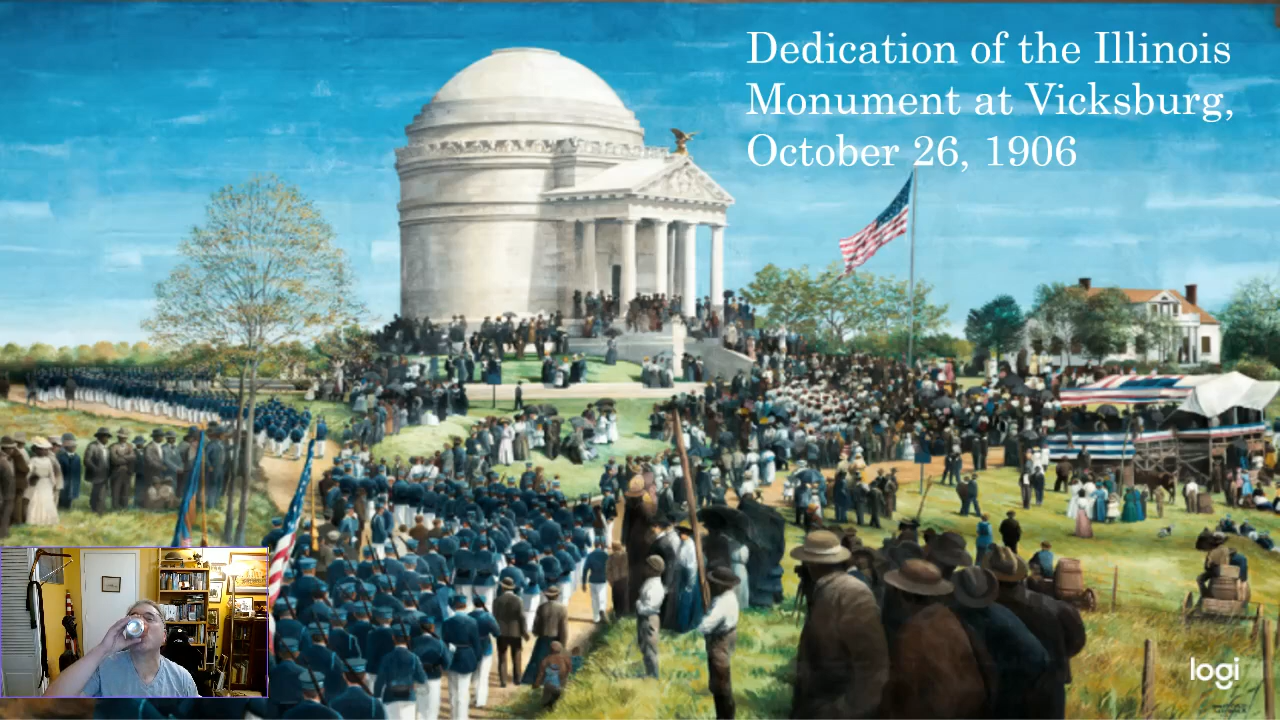 Dedication of the Illinois
Monument at Vicksburg,
October 26, 1906
logi